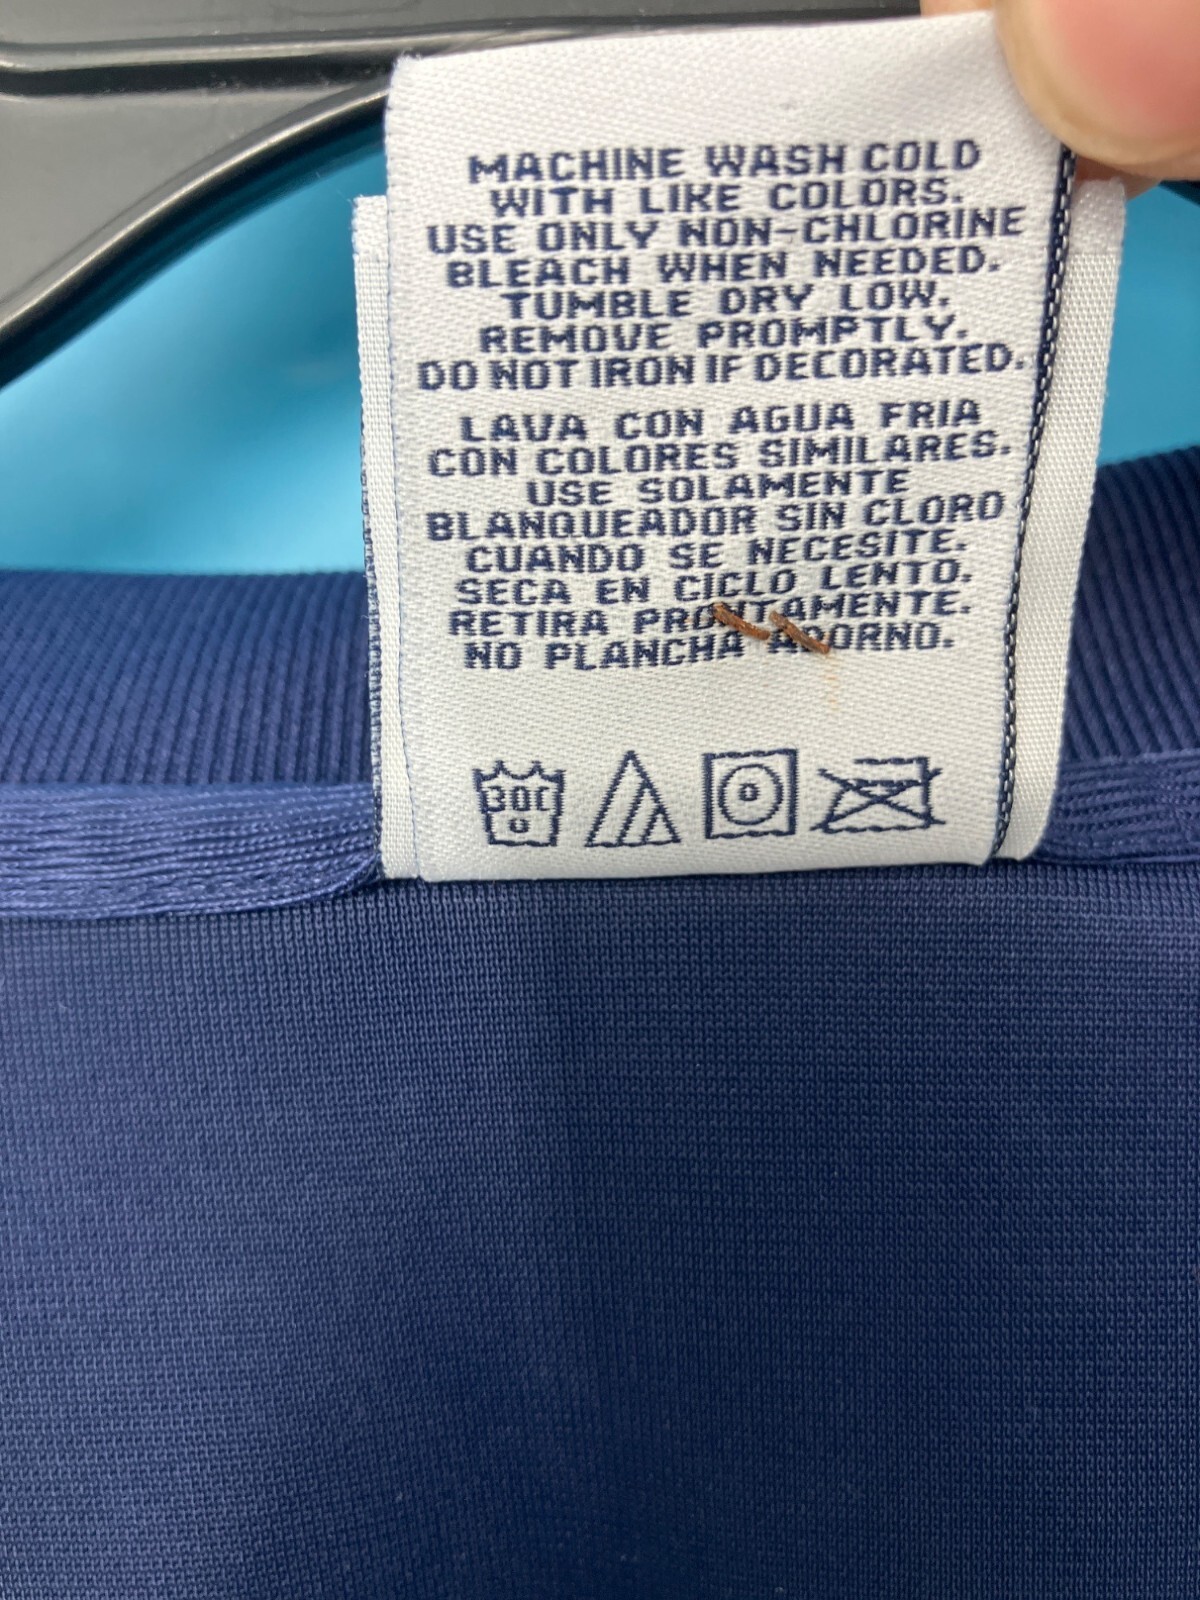 MACHINE WASH COLD
WITH LIKE COLORS.
USE ONLY NON-CHLORINE
BLEACH WHEN NEEDED.
TUMBLE DRY LOW.
REMOVE PROMPTLY.
DO NOT IRON IF DECORATED.
LAVA CON AGUA FRIA
CON COLORES SIMILARES.
USE SOLAMENTE
BLANQUEADOR SIN CLORO
CUANDO SE NECESITE.
SECA EN CICLO LENTO.
RETIRA PRONTAMENTE.
NO PLANCHA ADORNO.
30C